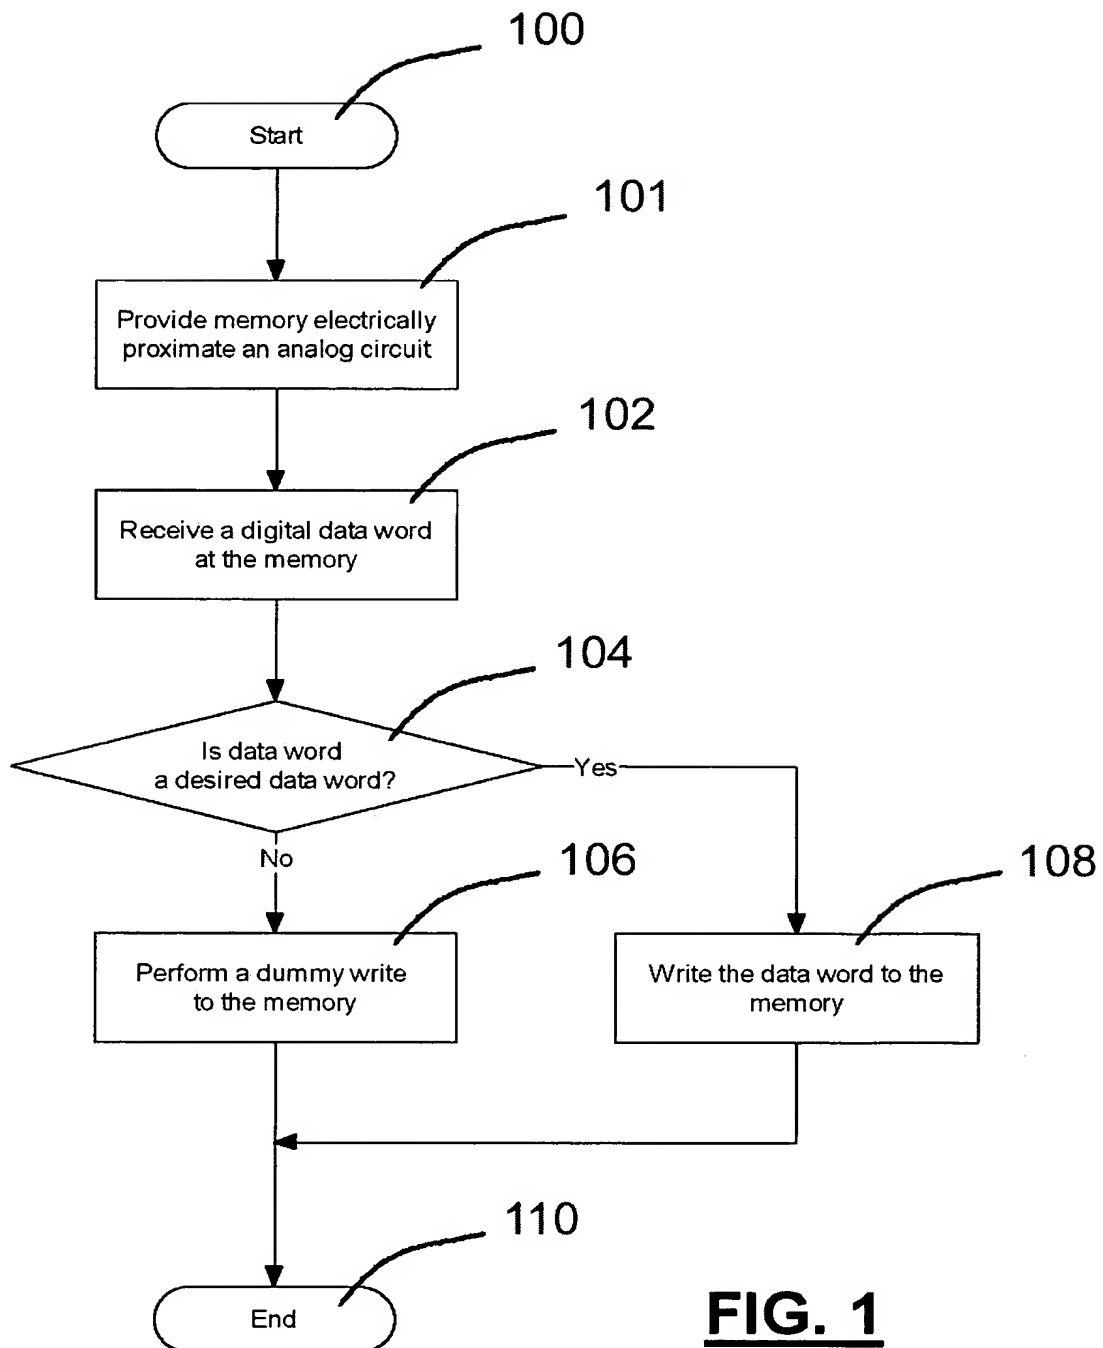 100
Start
101
Provide memory electrically
proximate an analog circuit
102
Receive a digital data word
at the memory
104
Is data word
a desired data word?
Yes
No
106
108
Perform a dummy write
to the memory
Write the data word to the
memory
110
End
FIG. 1